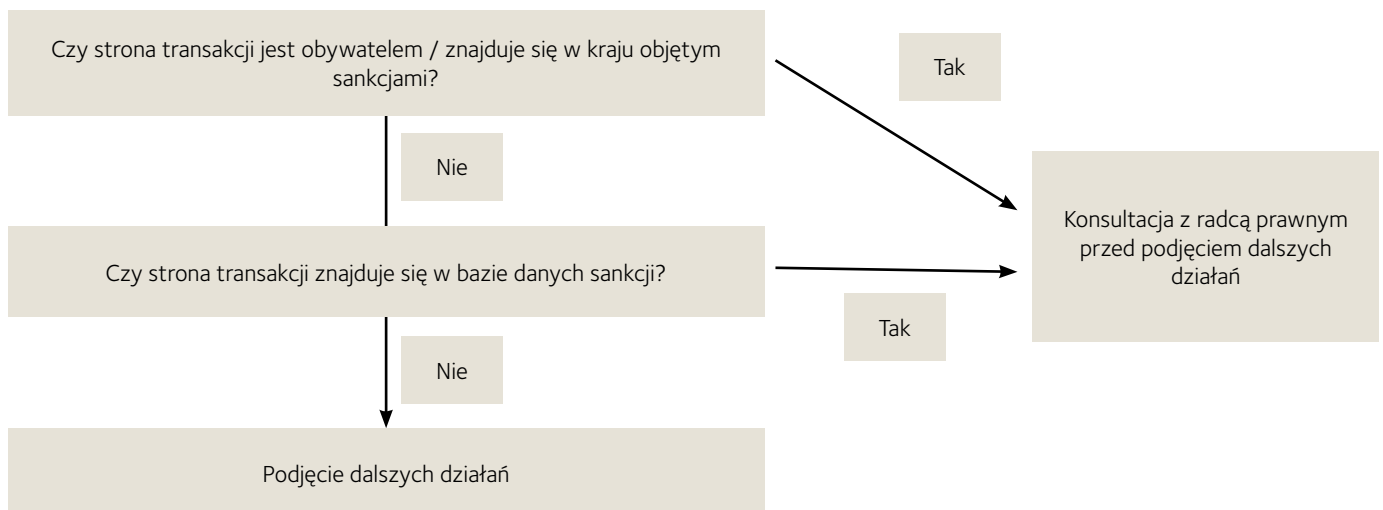 Czy strona transakcji jest obywatelem / znajduje się w kraju objętym
sankcjami?
Tak
Nie
Konsultacja z radcą prawnym
przed podjęciem dalszych
działań
Czy strona transakcji znajduje się w bazie danych sankcji?
Tak
Nie
Podjęcie dalszych działań